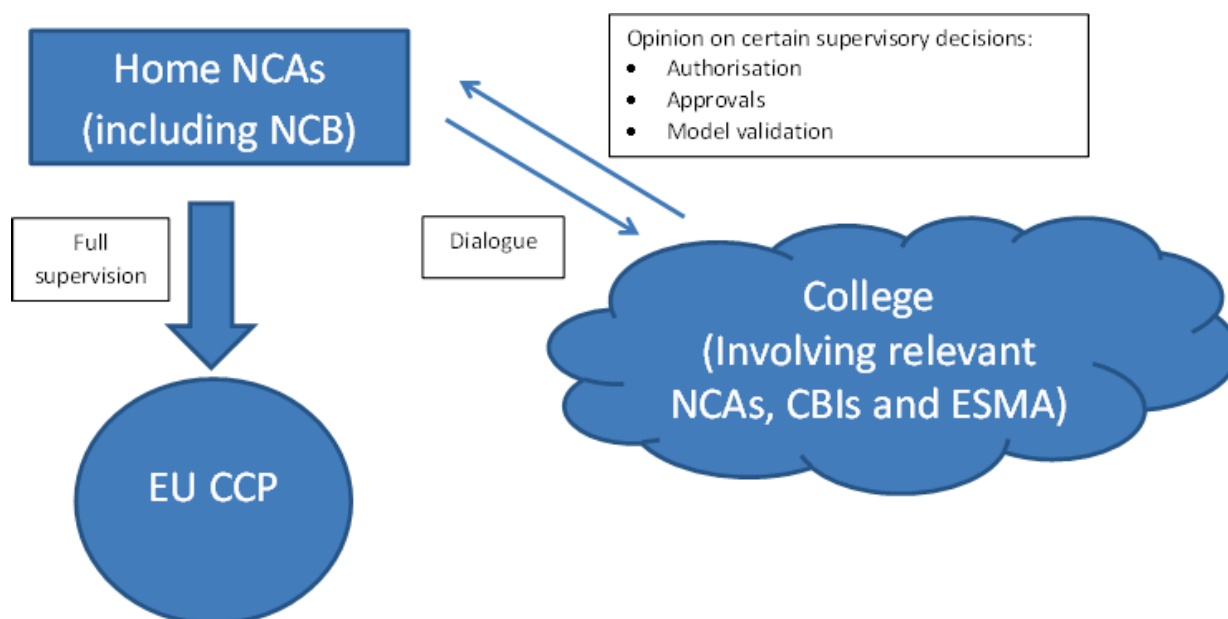 Home NCAs
(including NCB)
Opinion on certain supervisory decisions:
• Authorisation
• Approvals
• Model validation
Full
supervision
Dialogue
College
(Involving relevant
NCAs, CBIs and ESMA)
EU CCP